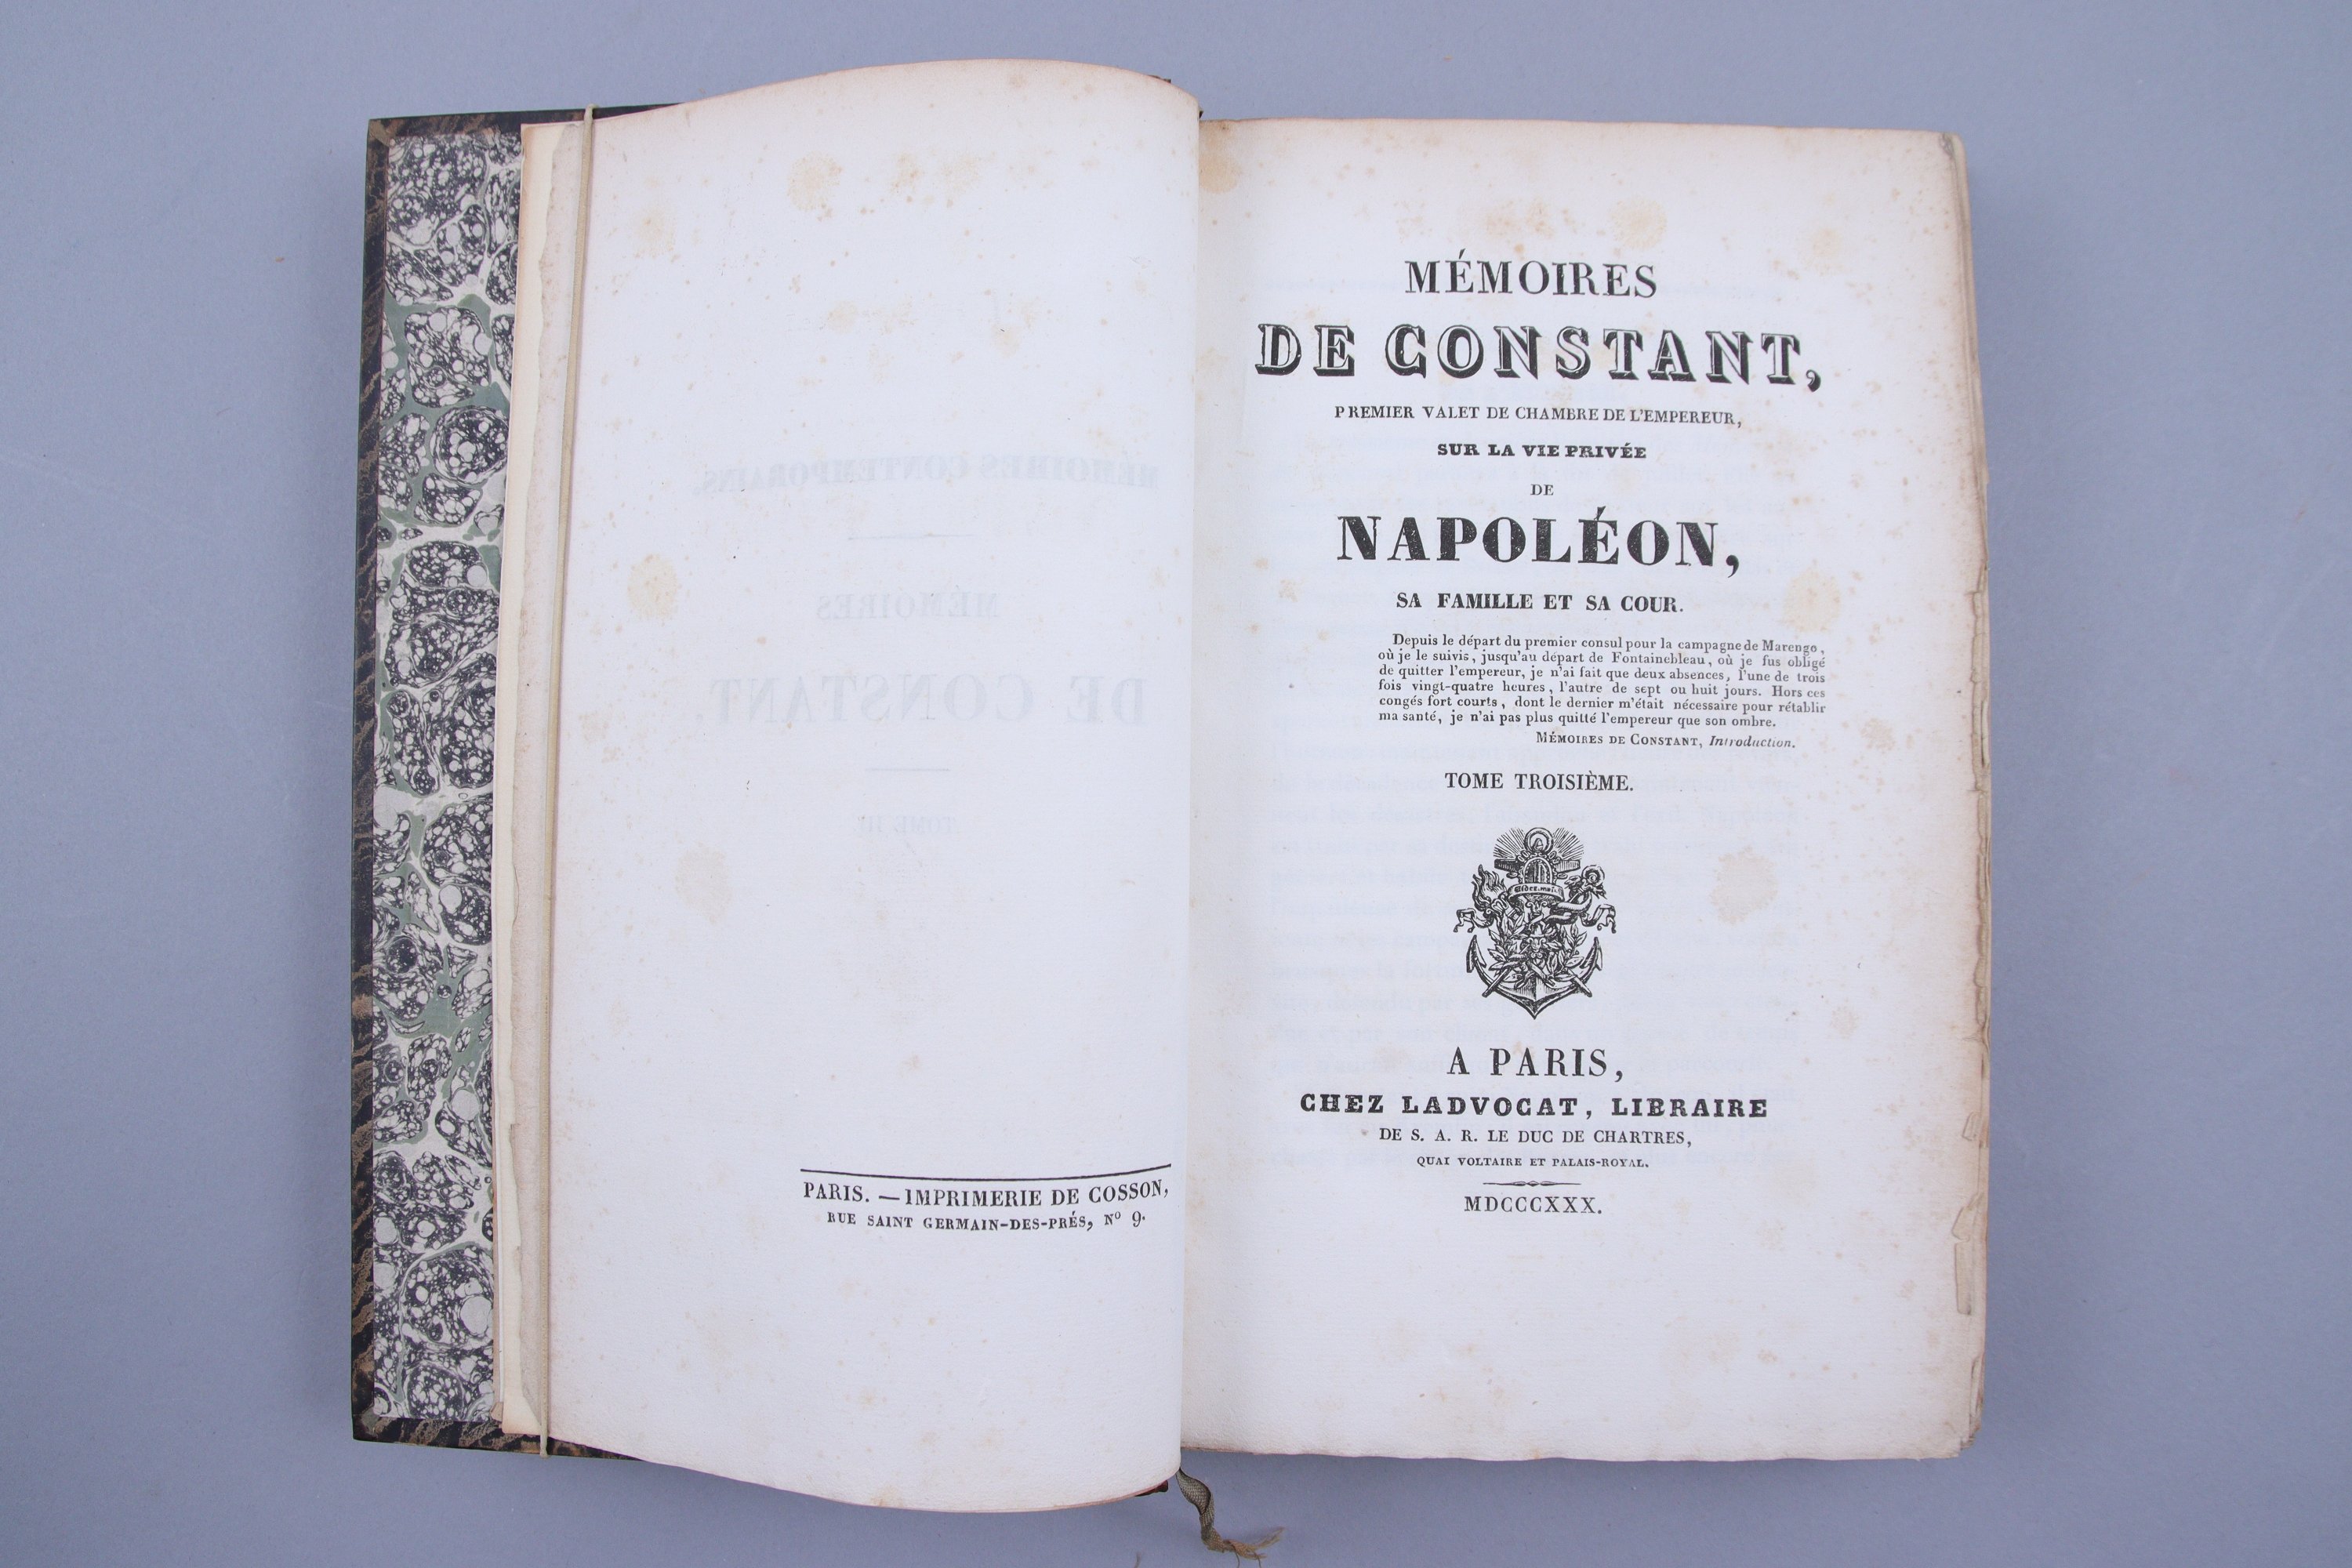 PARIS. — IMPRIMERIE DE COSSON,
RUE SAINT GERMAIN-DES-PRÉS, Nº 9.
MÉMOIRES
DE CONSTANT,
PREMIER VALET DE CHAMBRE DE L'EMPEREUR,
SUR LA VIE PRIVÉE
DE
NAPOLÉON,
SA FAMILLE ET SA COUR.
Depuis le départ du premier consul pour la campagne de Marengo,
où je le suivis, jusqu'au départ de Fontainebleau, où je fus obligé
de quitter l'empereur, je n'ai fait que deux absences, l'une de trois
fois vingt-quatre heures, l'autre de sept ou huit jours. Hors ces
congés fort courts, dont le dernier m'était nécessaire pour rétablir
ma santé, je n'ai pas plus quitté l'empereur que son ombre.
MÉMOIRES DE CONSTANT, Introduction.
TOME TROISIÈME.
A PARIS,
CHEZ LADVOCAT, LIBRAIRE
DE S. A. R. LE DUC DE CHARTRES,
QUAI VOLTAIRE ET PALAIS-ROYAL.
MDCCCXXX.